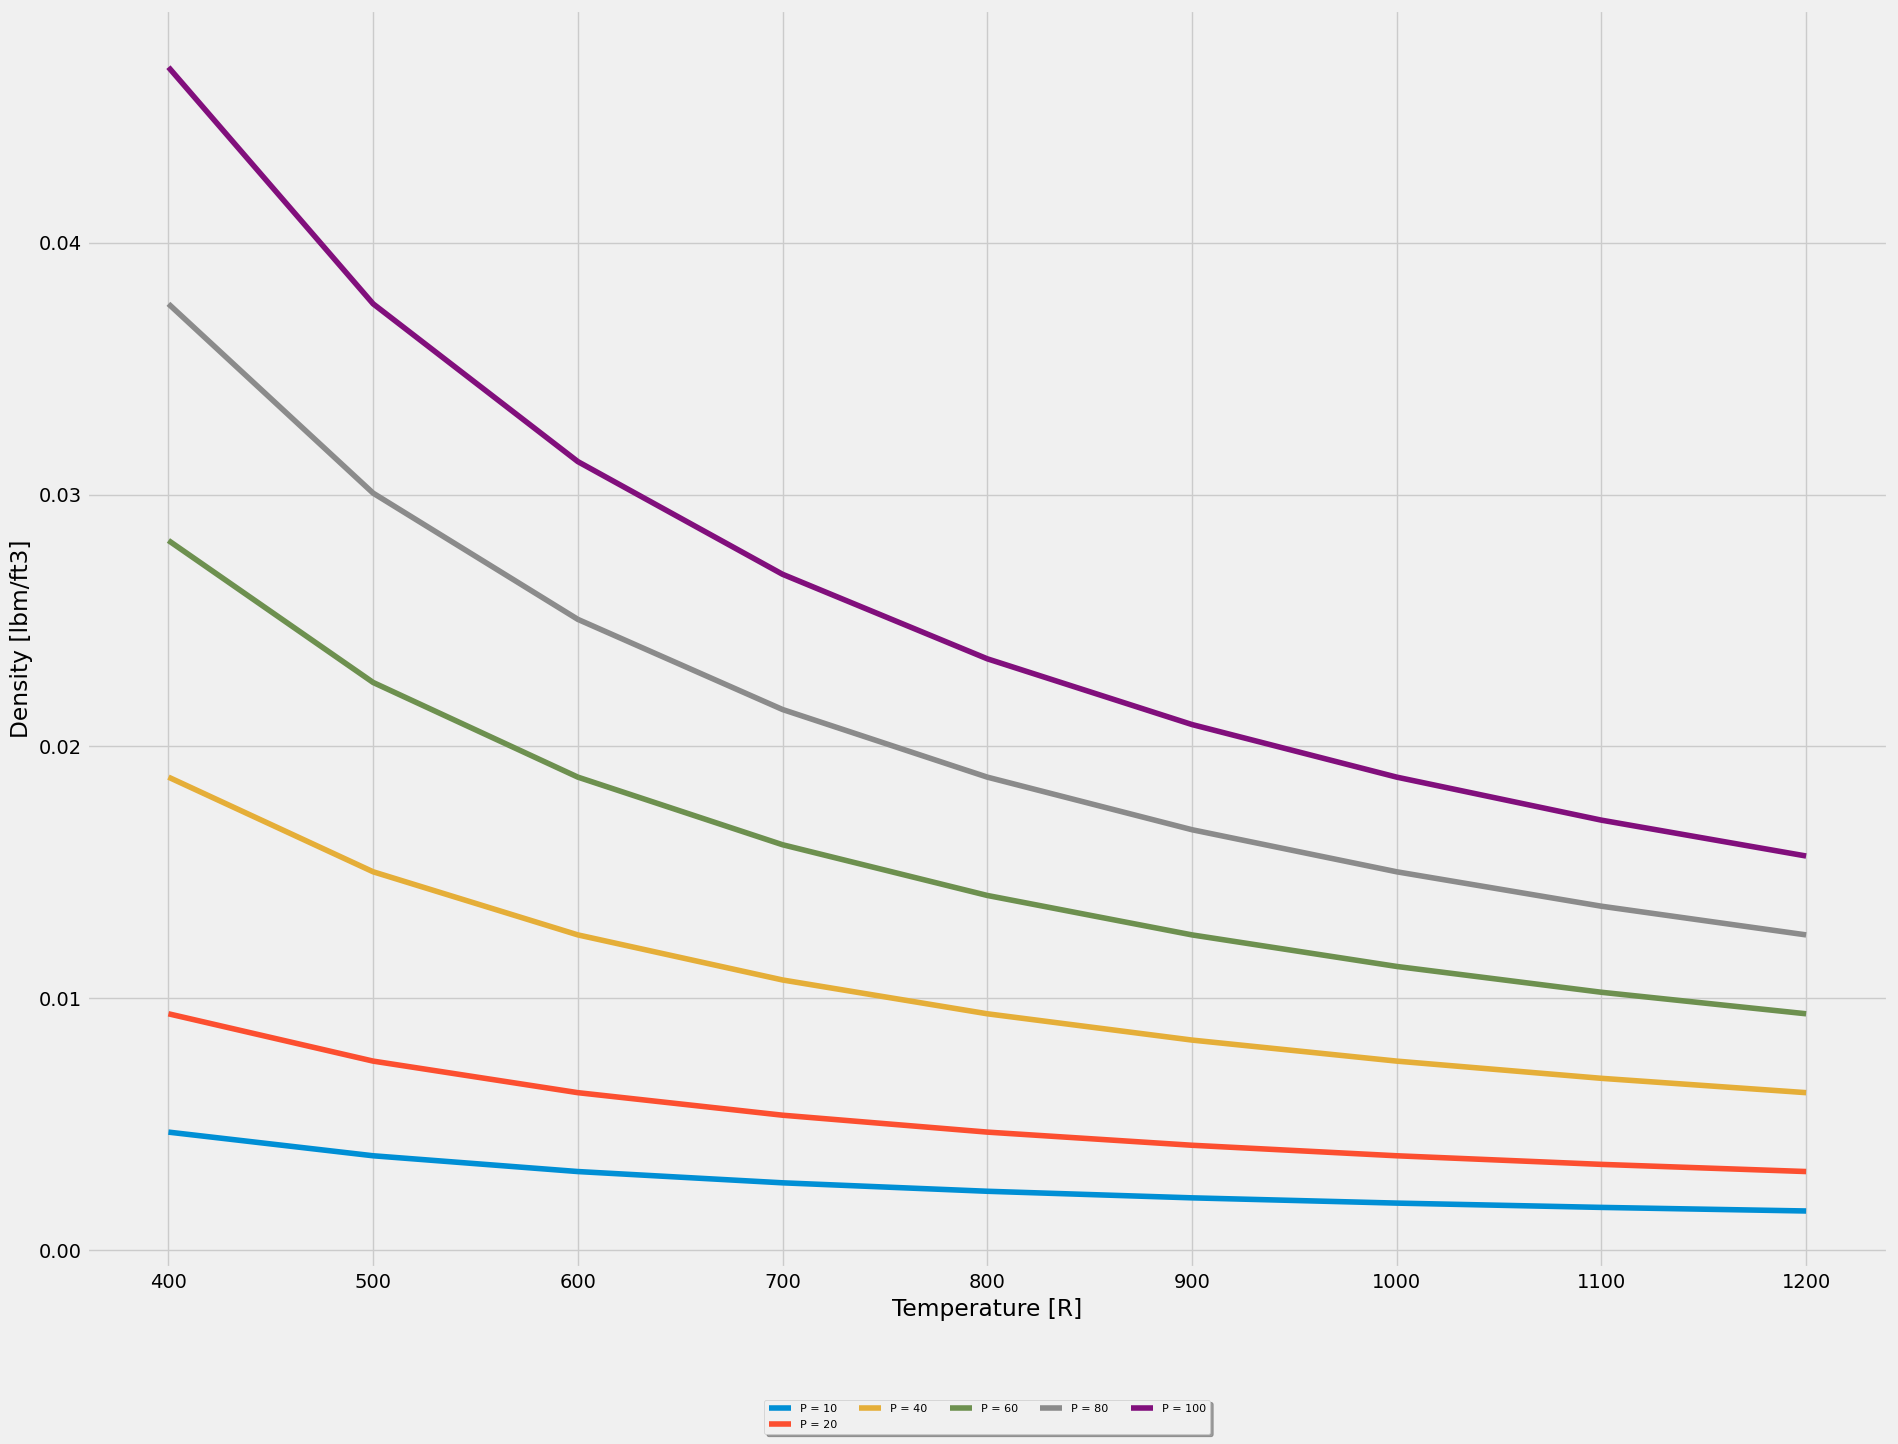 0.04
0.03
0.02
0.01
0.00
Density [lbm/ft3]
400 500 600 700 800 900 1000 1100 1200
Temperature [R]
P = 10 P = 40 P = 60 P = 80 P = 100
P = 20